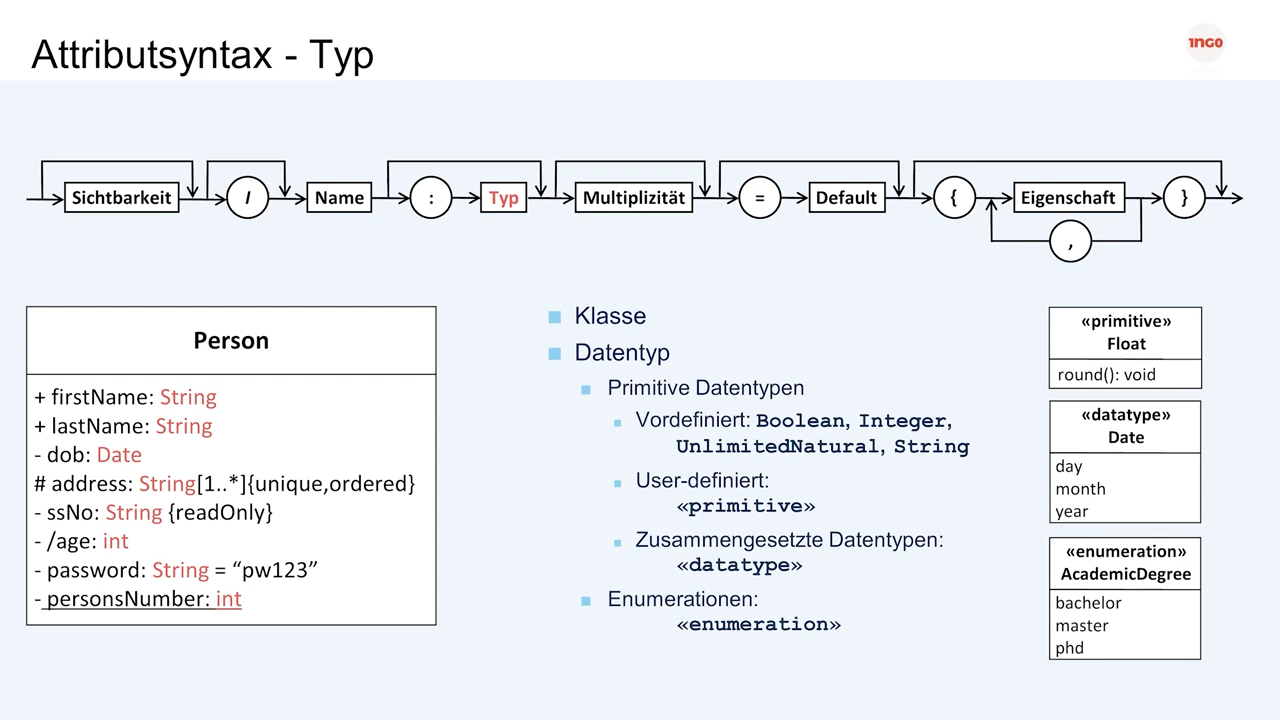 Attributsyntax - Typ
1NG0
Sichtbarkeit / Name : Typ Multiplizität = Default { Eigenschaft }
,
Person
+ firstName: String
+ lastName: String
- dob: Date
# address: String[1..*]{unique,ordered}
- ssNo: String {readOnly}
- /age: int
- password: String = “pw123”
- personsNumber: int
Klasse
Datentyp
Primitive Datentypen
Vordefiniert: Boolean, Integer,
UnlimitedNatural, String
User-definiert:
«primitive»
Zusammengesetzte Datentypen:
«datatype»
Enumerationen:
«enumeration»
«primitive»
Float
round(): void
«datatype»
Date
day
month
year
«enumeration»
AcademicDegree
bachelor
master
phd